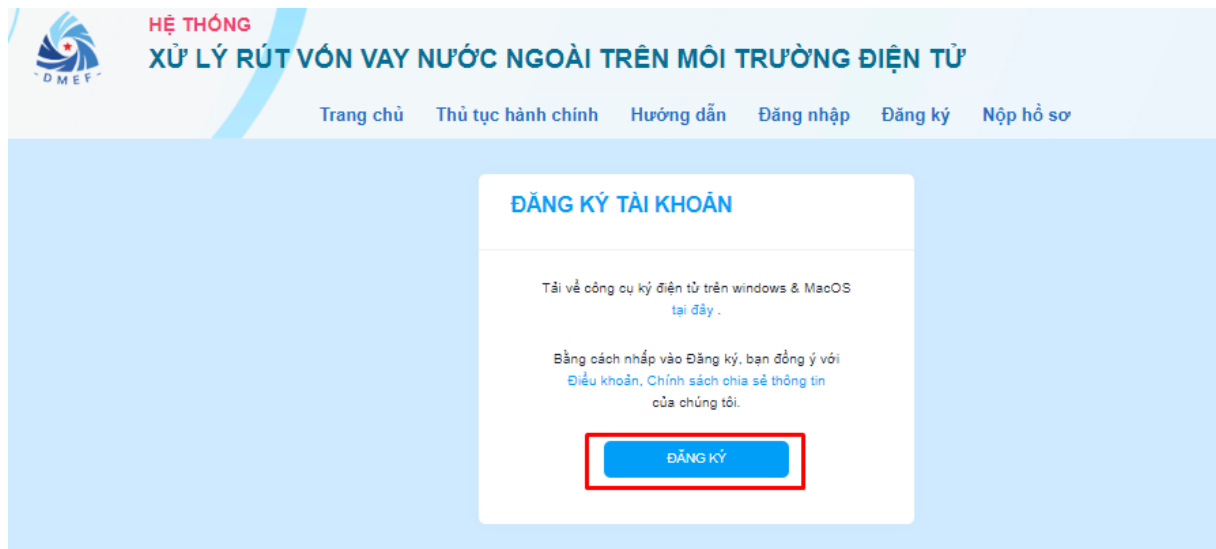 HỆ THỐNG
XỬ LÝ RÚT VỐN VAY NƯỚC NGOÀI TRÊN MÔI TRƯỜNG ĐIỆN TỬ
-DMEF-
Trang chủ Thủ tục hành chính Hướng dẫn Đăng nhập Đăng ký Nộp hồ sơ
ĐĂNG KÝ TÀI KHOẢN
Tải về công cụ ký điện tử trên windows & MacOS
tại đây .
Bằng cách nhấp vào Đăng ký, bạn đồng ý với
Điều khoản, Chính sách chia sẻ thông tin
của chúng tôi.
ĐĂNG KÝ